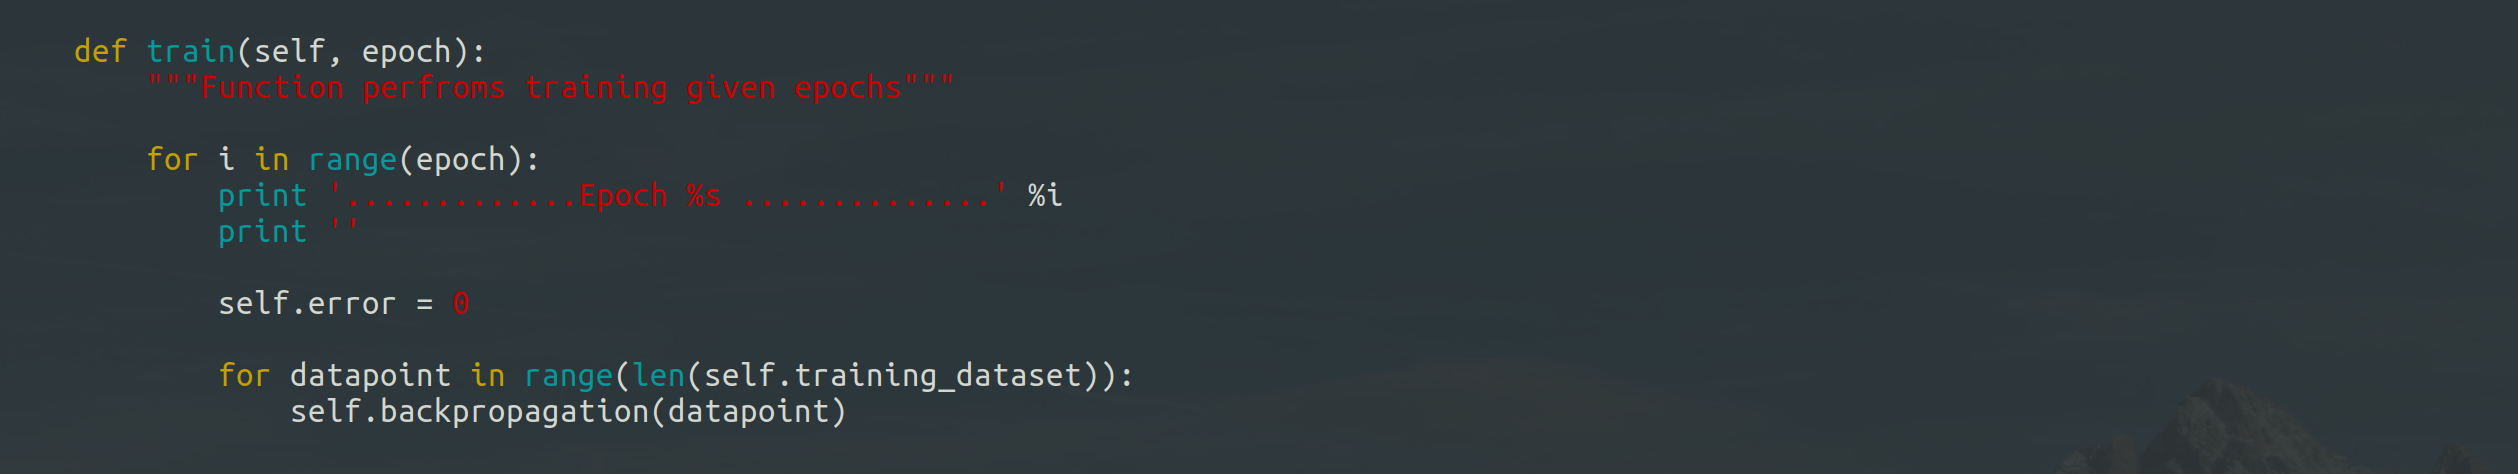 def train(self, epoch):
    """Function perfroms training given epochs"""
    for i in range(epoch):
        print '.............Epoch %s ..............' %i
        print ''
        self.error = 0
        for datapoint in range(len(self.training_dataset)):
            self.backpropagation(datapoint)